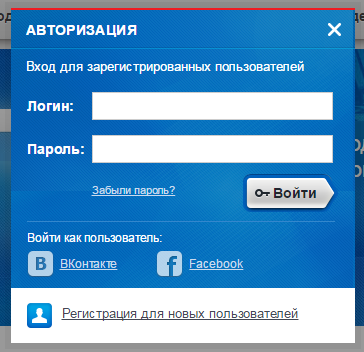 АВТОРИЗАЦИЯ
Вход для зарегистрированных пользователей
Логин:
Пароль:
Забыли пароль?
Войти
Войти как пользователь:
ВКонтакте
Facebook
Регистрация для новых пользователей